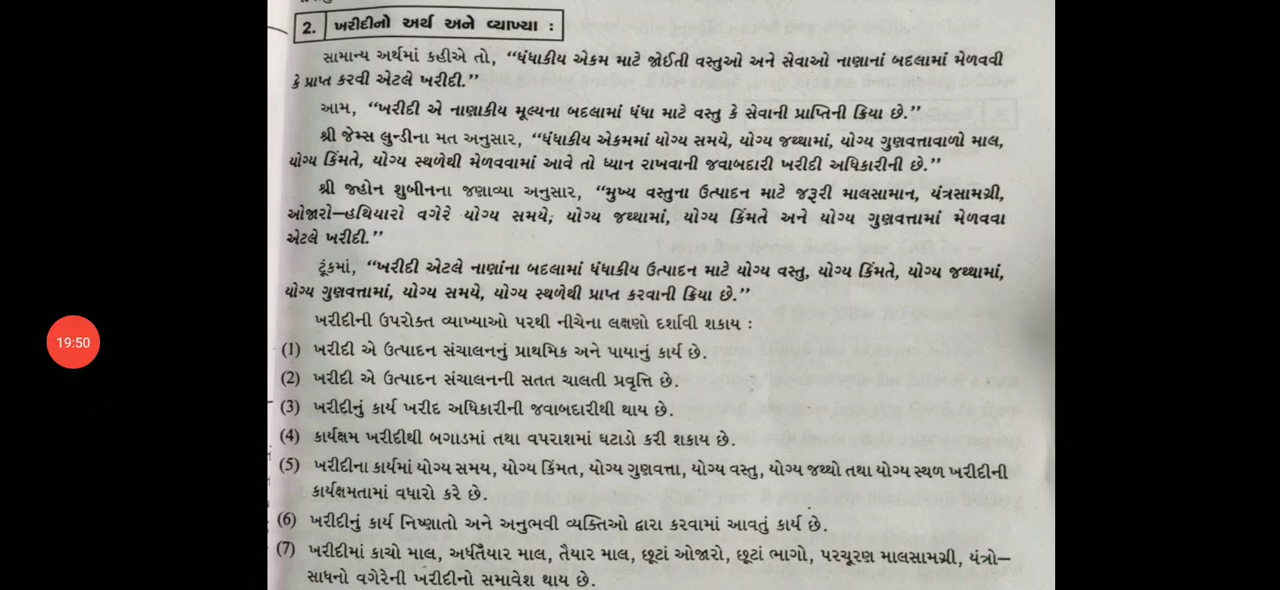 2. ખરીદીનો અર્થ અને વ્યાખ્યા :
સામાન્ય અર્થમાં કહીએ તો, “ધંધાકીય એકમ માટે જોઈતી વસ્તુઓ અને સેવાઓ નાણાનાં બદલામાં મેળવવી
કે પ્રાપ્ત કરવી એટલે ખરીદી.”
આમ, “ખરીદી એ નાણાકીય મૂલ્યના બદલામાં ધંધા માટે વસ્તુ કે સેવાની પ્રાપ્તિની ક્રિયા છે.”
શ્રી જેમ્સ લુન્ડીના મત અનુસાર, “ધંધાકીય એકમમાં યોગ્ય સમયે, યોગ્ય જથ્થામાં, યોગ્ય ગુણવત્તાવાળો માલ,
યોગ્ય કિંમતે, યોગ્ય સ્થળેથી મેળવવામાં આવે તો ધ્યાન રાખવાની જવાબદારી ખરીદી અધિકારીની છે.”
શ્રી જ્હોન શુબીનના જણાવ્યા અનુસાર, “મુખ્ય વસ્તુના ઉત્પાદન માટે જરૂરી માલસામાન, યંત્રસામગ્રી,
ઓજારો–હથિયારો વગેરે યોગ્ય સમયે, યોગ્ય જથ્થામાં, યોગ્ય કિંમતે અને યોગ્ય ગુણવત્તામાં મેળવવા
એટલે ખરીદી.”
ટૂંકમાં, “ખરીદી એટલે નાણાંના બદલામાં ધંધાકીય ઉત્પાદન માટે યોગ્ય વસ્તુ, યોગ્ય કિંમતે, યોગ્ય જથ્થામાં,
યોગ્ય ગુણવત્તામાં, યોગ્ય સમયે, યોગ્ય સ્થળેથી પ્રાપ્ત કરવાની ક્રિયા છે.”
ખરીદીની ઉપરોક્ત વ્યાખ્યાઓ પરથી નીચેના લક્ષણો દર્શાવી શકાય :
(1) ખરીદી એ ઉત્પાદન સંચાલનનું પ્રાથમિક અને પાયાનું કાર્ય છે.
19:50
(2) ખરીદી એ ઉત્પાદન સંચાલનની સતત ચાલતી પ્રવૃત્તિ છે.
(3) ખરીદીનું કાર્ય ખરીદ અધિકારીની જવાબદારીથી થાય છે.
(4) કાર્યક્ષમ ખરીદીથી બગાડમાં તથા વપરાશમાં ઘટાડો કરી શકાય છે.
(5) ખરીદીના કાર્યમાં યોગ્ય સમય, યોગ્ય કિંમત, યોગ્ય ગુણવત્તા, યોગ્ય વસ્તુ, યોગ્ય જથ્થો તથા યોગ્ય સ્થળ ખરીદીની
કાર્યક્ષમતામાં વધારો કરે છે.
(6) ખરીદીનું કાર્ય નિષ્ણાતો અને અનુભવી વ્યક્તિઓ દ્વારા કરવામાં આવતું કાર્ય છે.
(7) ખરીદીમાં કાચો માલ, અર્ધતૈયાર માલ, તૈયાર માલ, છૂટાં ઓજારો, છૂટાં ભાગો, પરચૂરણ માલસામગ્રી, યંત્રો–
સાધનો વગેરેની ખરીદીનો સમાવેશ થાય છે.